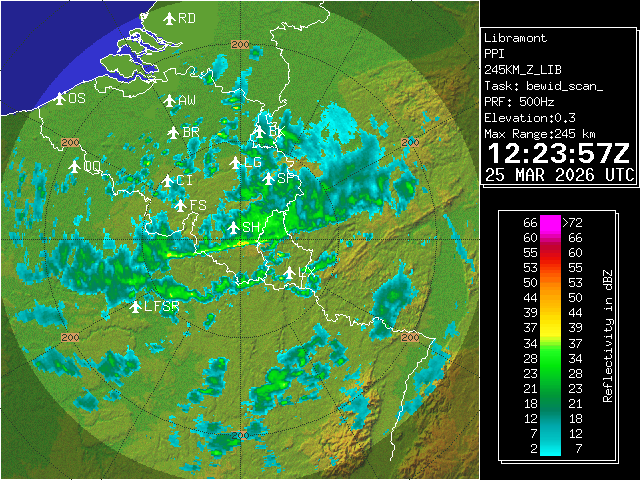 RD
200
OS
AW
BR
200
200
QQ
LG
CI
SP
FS
SH
LX
LFSR
200
200
200
Libramont
PPI
245KM_Z_LIB
Task: bewid_scan_
PRF: 500Hz
Elevation:0.3
Max Range:245 km
12:23:57Z
25 MAR 2026 UTC
66 >72
60 66
55 60
53 55
50 53
44 50
39 44
37 39
34 37
28 34
23 28
21 23
18 21
12 18
7 12
2 7
Reflectivity in dBZ